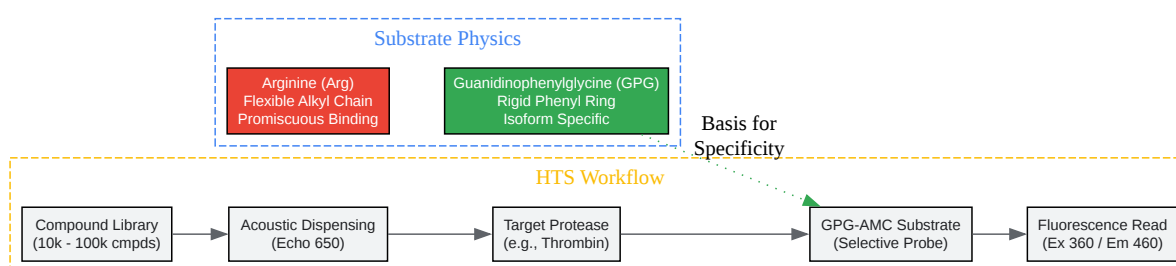 Substrate Physics
Arginine (Arg)
Flexible Alkyl Chain
Promiscuous Binding
Guanidinophenylglycine (GPG)
Rigid Phenyl Ring
Isoform Specific
Basis for
Specificity
HTS Workflow
Compound Library
(10k - 100k cmpds)
Acoustic Dispensing
(Echo 650)
Target Protease
(e.g., Thrombin)
GPG-AMC Substrate
(Selective Probe)
Fluorescence Read
(Ex 360 / Em 460)